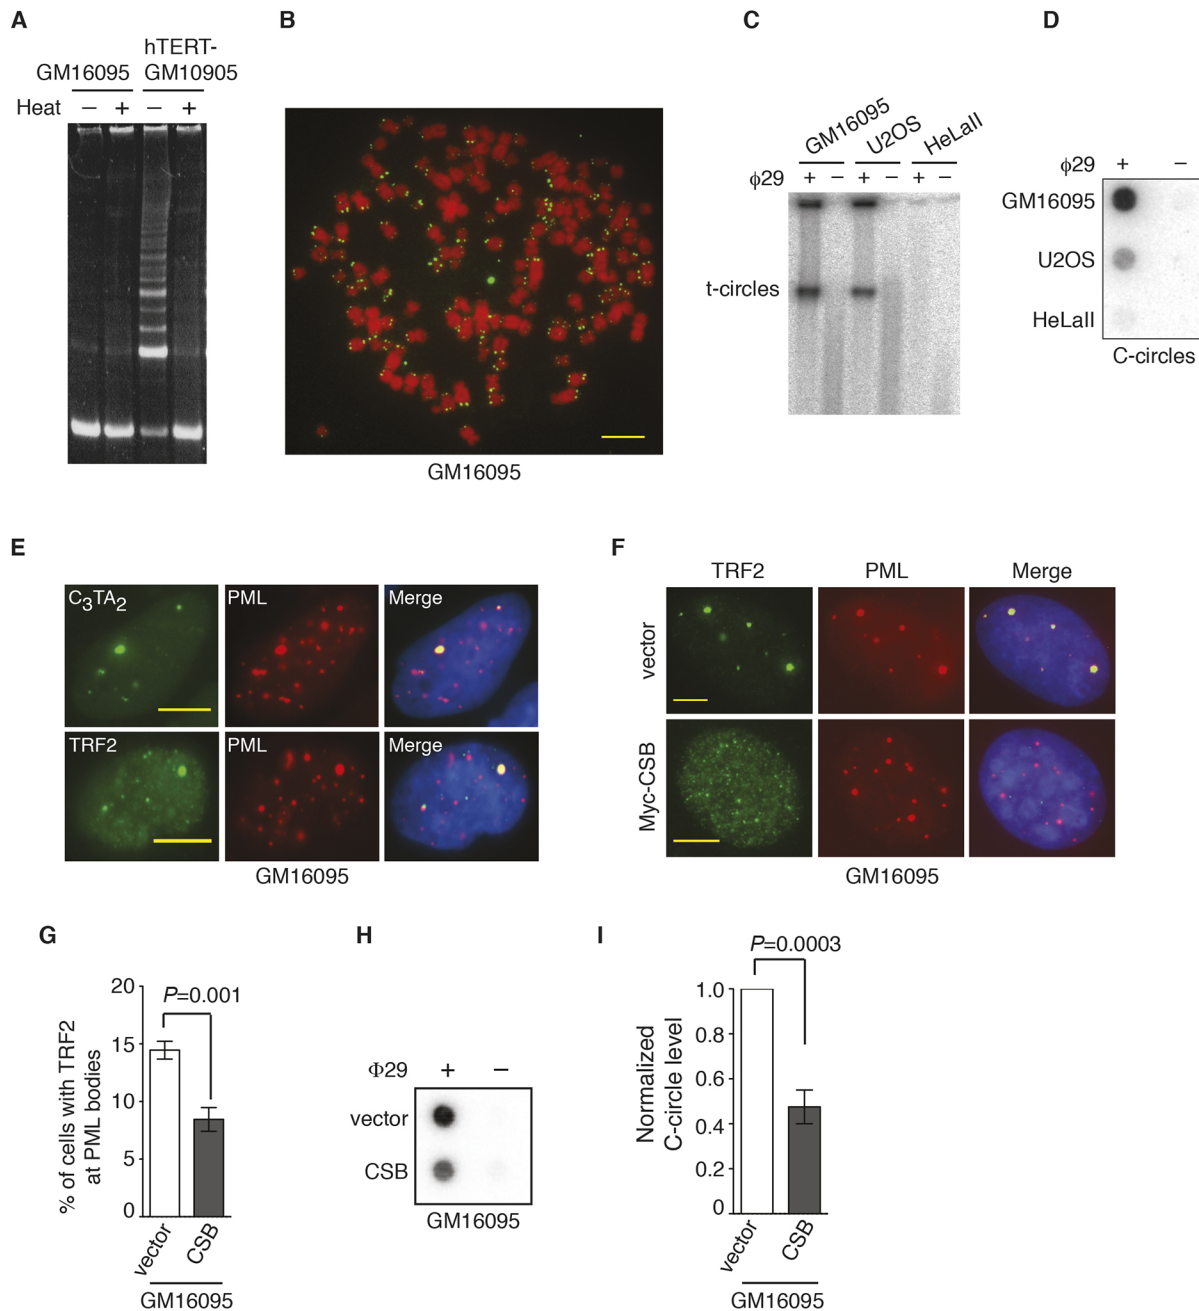 A
GM16095
hTERT-
GM10905
Heat – + – +
B
GM16095
C
GM16095 U2OS HeLaII
ϕ29 + – + – + –
t-circles
D
ϕ29 + –
GM16095
U2OS
HeLaII
C-circles
E
C3TA2 PML Merge
TRF2 PML Merge
GM16095
F
TRF2 PML Merge
vector
Myc-CSB
GM16095
G
% of cells with TRF2
at PML bodies
20
15
10
5
0
P=0.001
vector CSB
GM16095
H
Φ29 + –
vector
CSB
GM16095
I
Normalized
C-circle level
P=0.0003
1.0
0.8
0.6
0.4
0.2
0
vector CSB
GM16095